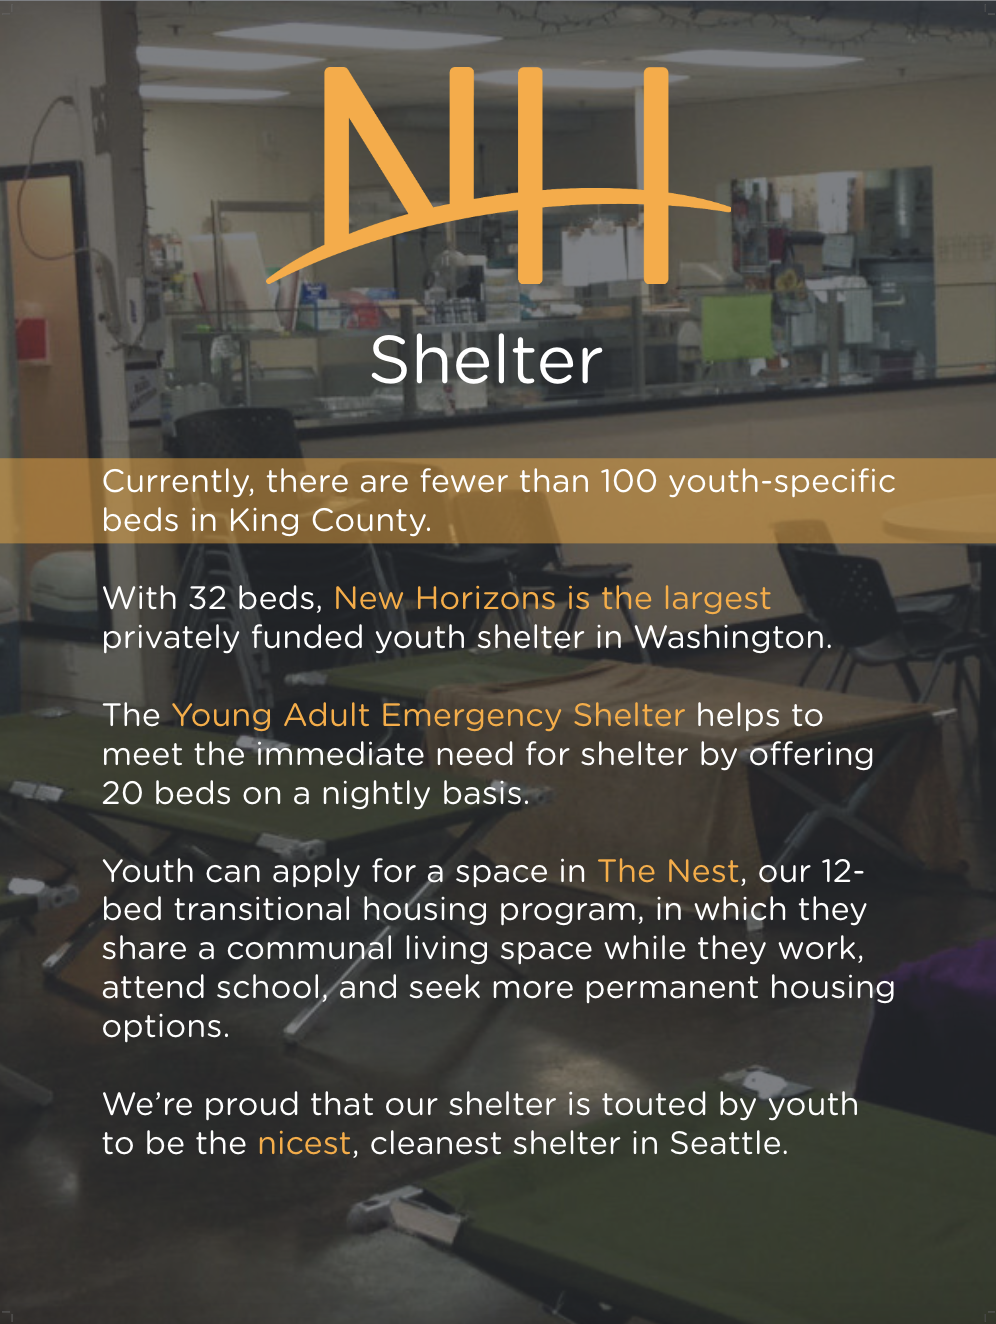 NH
Shelter
Currently, there are fewer than 100 youth-specific
beds in King County.
With 32 beds, New Horizons is the largest
privately funded youth shelter in Washington.
The Young Adult Emergency Shelter helps to
meet the immediate need for shelter by offering
20 beds on a nightly basis.
Youth can apply for a space in The Nest, our 12-
bed transitional housing program, in which they
share a communal living space while they work,
attend school, and seek more permanent housing
options.
We’re proud that our shelter is touted by youth
to be the nicest, cleanest shelter in Seattle.